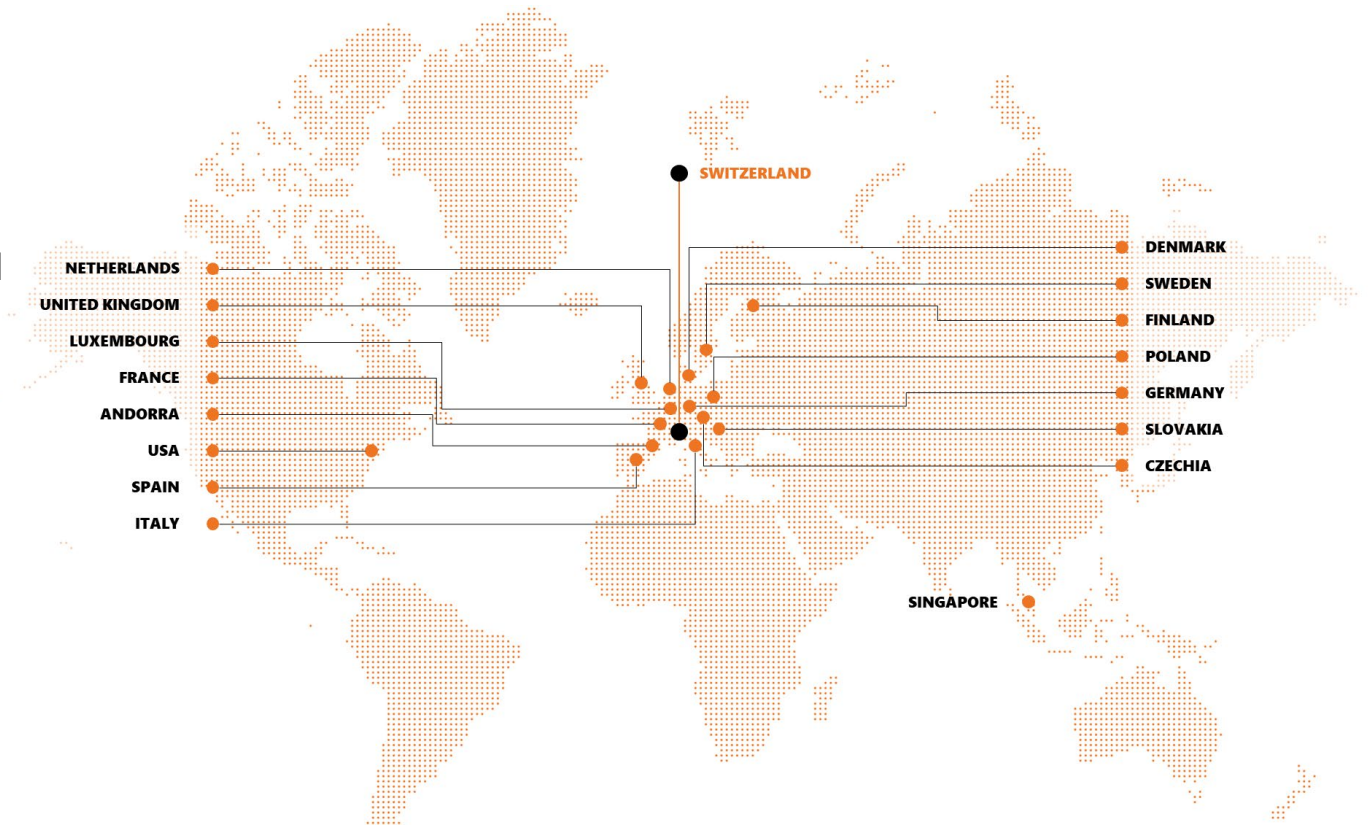 SWITZERLAND
NETHERLANDS
UNITED KINGDOM
LUXEMBOURG
FRANCE
ANDORRA
USA
SPAIN
ITALY
DENMARK
SWEDEN
FINLAND
POLAND
GERMANY
SLOVAKIA
CZECHIA
SINGAPORE